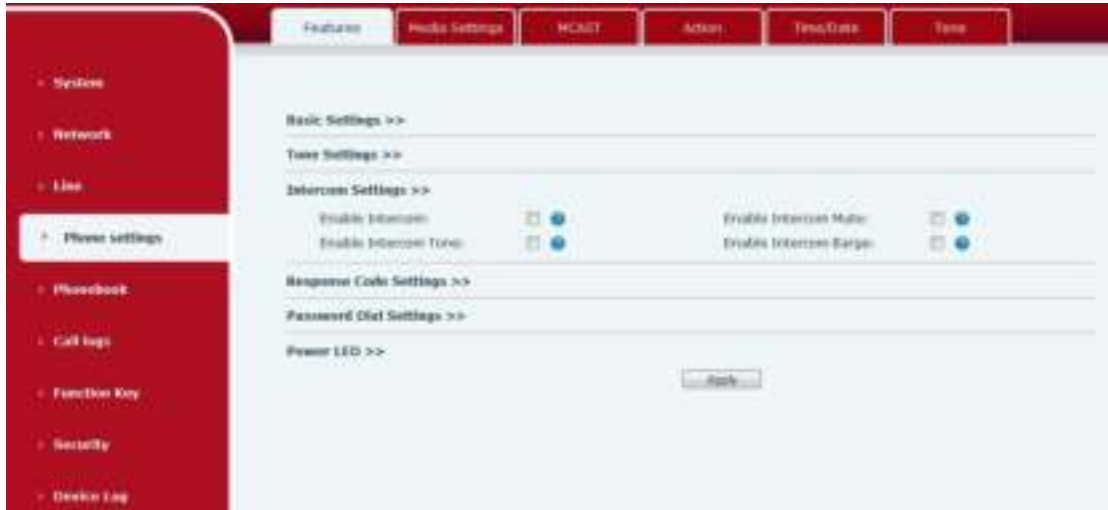 Features Media Settings MCAST Action Time/Date Tone
System
Network
Line
Phone settings
Phonebook
Call logs
Function Key
Security
Device Log
Basic Settings >>
Tone Settings >>
Intercom Settings >>
Enable Intercom: Enable Intercom Mute:
Enable Intercom Tone: Enable Intercom Barge:
Response Code Settings >>
Password Dial Settings >>
Power LED >>
Apply